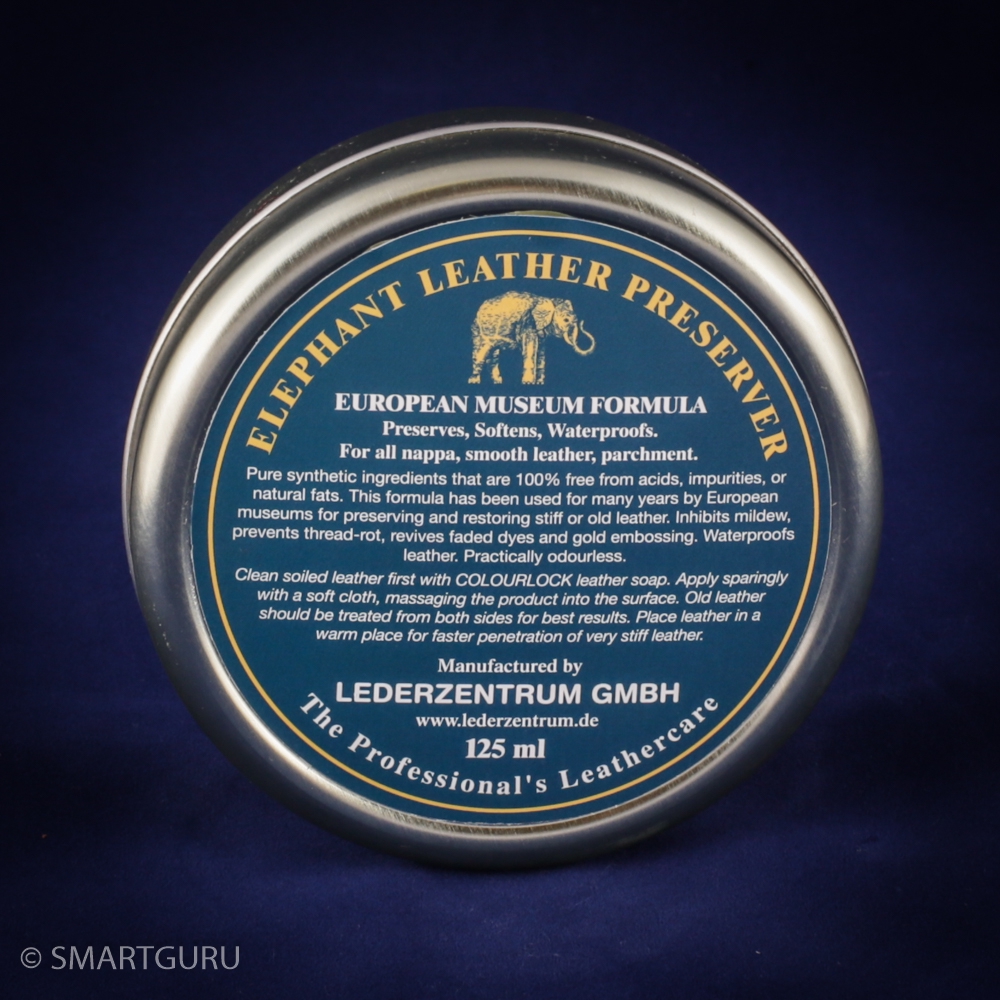 ELEPHANT LEATHER PRESERVER
EUROPEAN MUSEUM FORMULA
Preserves, Softens, Waterproofs.
For all nappa, smooth leather, parchment.
Pure synthetic ingredients that are 100% free from acids, impurities, or
natural fats. This formula has been used for many years by European
museums for preserving and restoring stiff or old leather. Inhibits mildew,
prevents thread-rot, revives faded dyes and gold embossing. Waterproofs
leather. Practically odourless.
Clean soiled leather first with COLOURLOCK leather soap. Apply sparingly
with a soft cloth, massaging the product into the surface. Old leather
should be treated from both sides for best results. Place leather in a
warm place for faster penetration of very stiff leather.
Manufactured by
LEDERZENTRUM GMBH
www.lederzentrum.de
125 ml
The Professional's Leathercare
© SMARTGURU